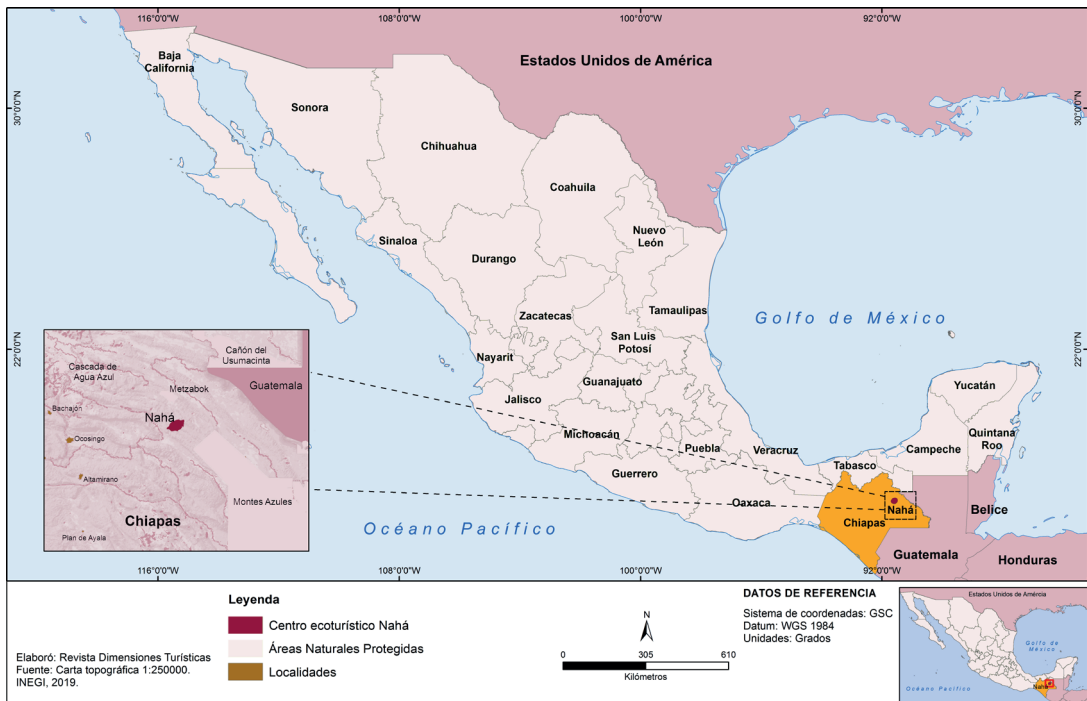 116°0'0"W
108°0'0"W
100°0'0"W
92°0'0"W
30°0'0"N
30°0'0"N
22°0'0"N
22°0'0"N
Estados Unidos de América
Baja
California
Sonora
Chihuahua
Coahuila
Nuevo
León
Sinaloa
Durango
Zacatecas
Tamaulipas
San Luis
Potosí
Nayarit
Guanajuato
Jalisco
Michoacán
Puebla
Veracruz
Guerrero
Oaxaca
Tabasco
Chiapas
Nahá
Campeche
Yucatán
Quintana
Roo
Belice
Guatemala
Honduras
Golfo de México
Océano Pacífico
Cañón del
Usumacinta
Cascada de
Agua Azul
Metzabok
Guatemala
Bachajón
Nahá
Ocosingo
Altamirano
Montes Azules
Chiapas
Plan de Ayala
116°0'0"W
108°0'0"W
100°0'0"W
92°0'0"W
Elaboró: Revista Dimensiones Turísticas
Fuente: Carta topográfica 1:250000.
INEGI, 2019.
Leyenda
Centro ecoturístico Nahá
Áreas Naturales Protegidas
Localidades
N
0 305 610
Kilómetros
DATOS DE REFERENCIA
Sistema de coordenadas: GSC
Datum: WGS 1984
Unidades: Grados
Estados Unidos de América
Golfo de
México
Océano Pacífico
Nahá